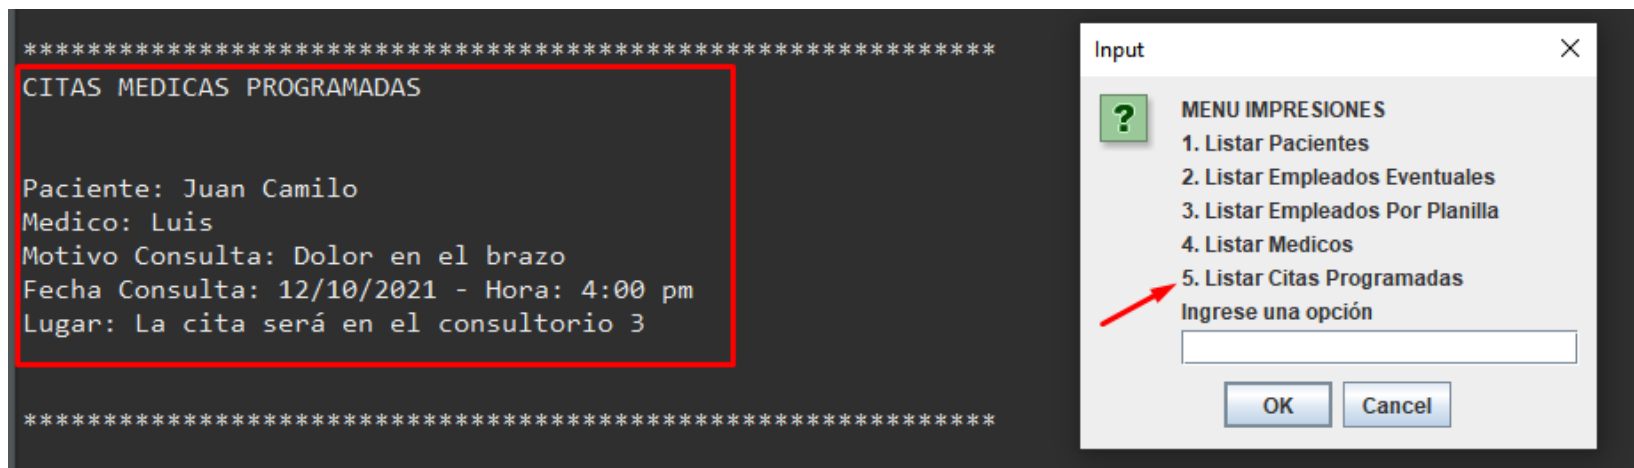 *************************************************************
CITAS MEDICAS PROGRAMADAS
Paciente: Juan Camilo
Medico: Luis
Motivo Consulta: Dolor en el brazo
Fecha Consulta: 12/10/2021 - Hora: 4:00 pm
Lugar: La cita será en el consultorio 3
*************************************************************
Input
?
MENU IMPRESIONES
1. Listar Pacientes
2. Listar Empleados Eventuales
3. Listar Empleados Por Planilla
4. Listar Medicos
5. Listar Citas Programadas
Ingrese una opción
OK
Cancel